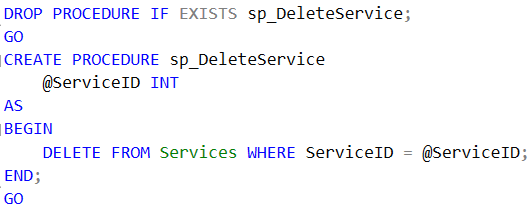 DROP PROCEDURE IF EXISTS sp_DeleteService;
GO
CREATE PROCEDURE sp_DeleteService
    @ServiceID INT
AS
BEGIN
    DELETE FROM Services WHERE ServiceID = @ServiceID;
END;
GO